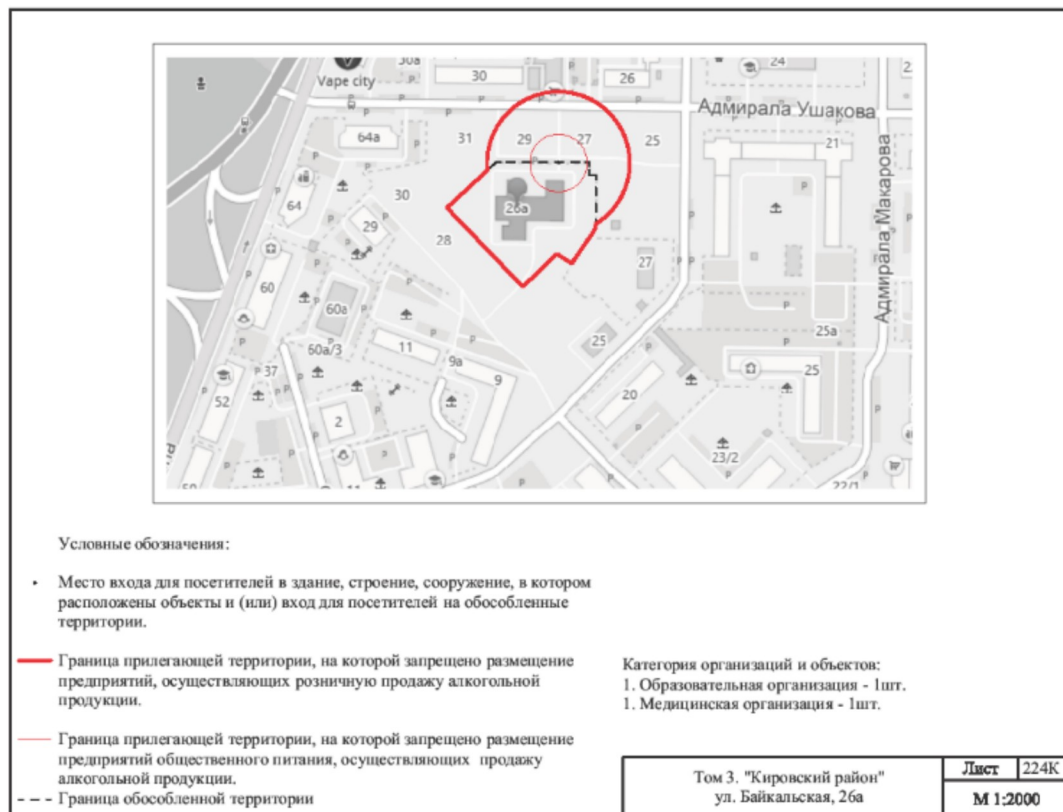 30а
30
26
24
Vape city
Адмирала Ушакова
64а
31
29
27
25
21
30
26а
Адмирала Макарова
64
29
28
27
60
60а
25
25а
60а/3
11
9а
9
25
37
20
52
2
23/2
22/1
11
Условные обозначения:
Место входа для посетителей в здание, строение, сооружение, в котором
расположены объекты и (или) вход для посетителей на обособленные
территории.
Граница прилегающей территории, на которой запрещено размещение
предприятий, осуществляющих розничную продажу алкогольной
продукции.
Граница прилегающей территории, на которой запрещено размещение
предприятий общественного питания, осуществляющих продажу
алкогольной продукции.
Граница обособленной территории
Категория организаций и объектов:
1. Образовательная организация - 1шт.
1. Медицинская организация - 1шт.
Том 3. "Кировский район"
ул. Байкальская, 26а
Лист 224К
М 1:2000